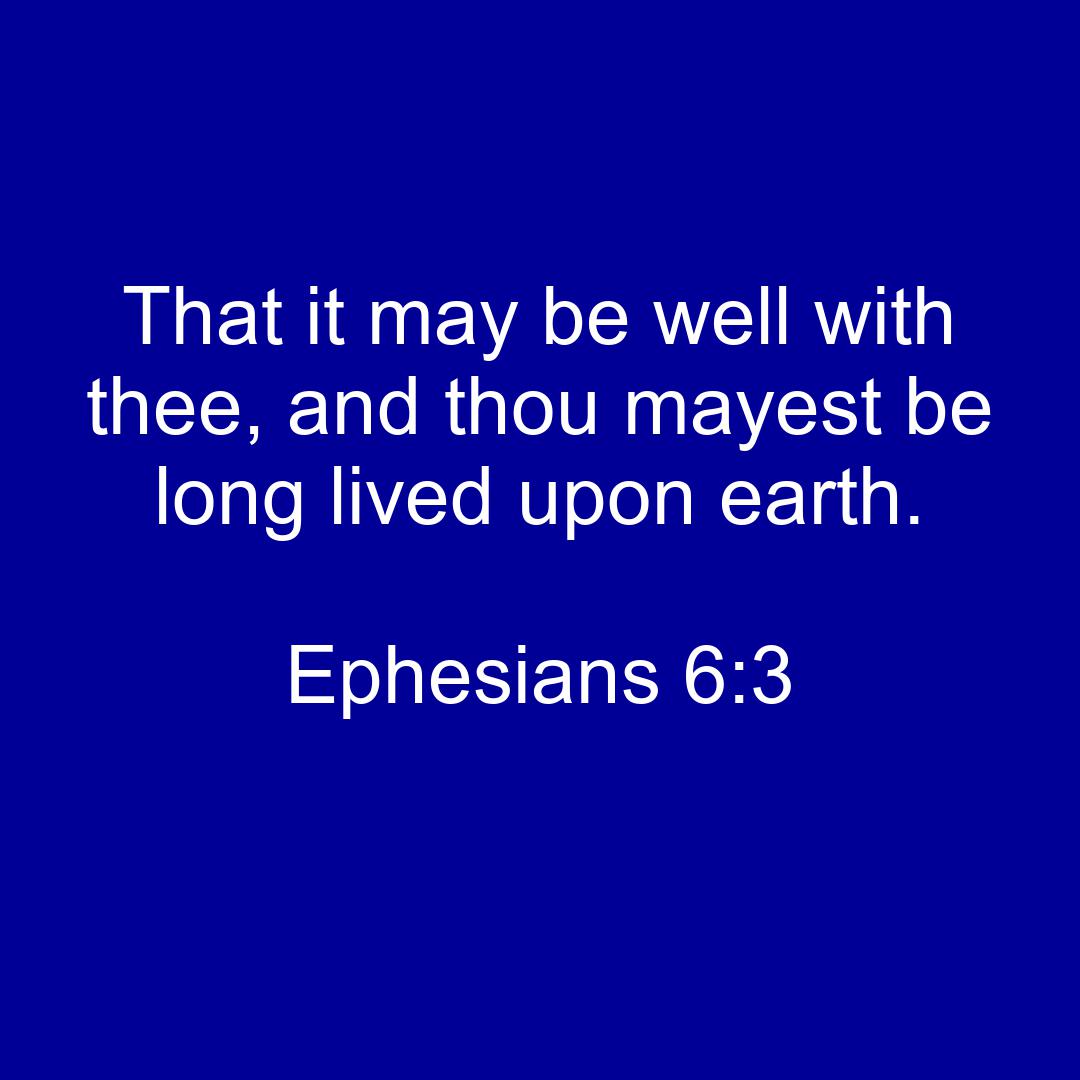 That it may be well with
thee, and thou mayest be
long lived upon earth.
Ephesians 6:3